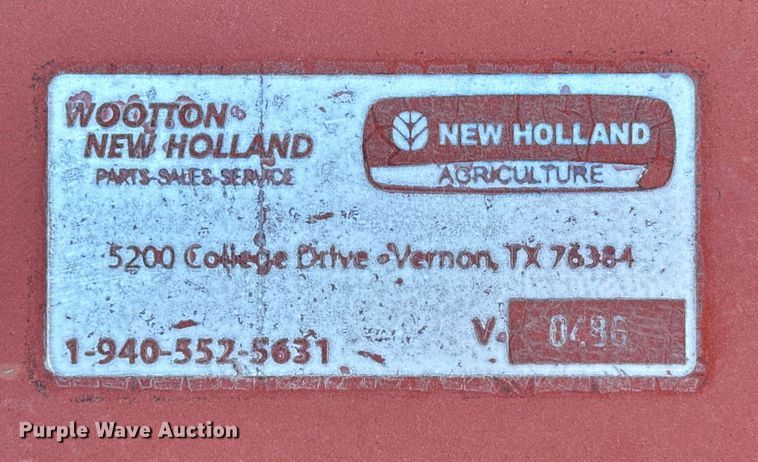 WOOTTON
NEW HOLLAND
PARTS-SALES-SERVICE
NEW HOLLAND
AGRICULTURE
5200 College Drive • Vernon, TX 76384
1-940-552-5631
V. 0486
Purple Wave Auction